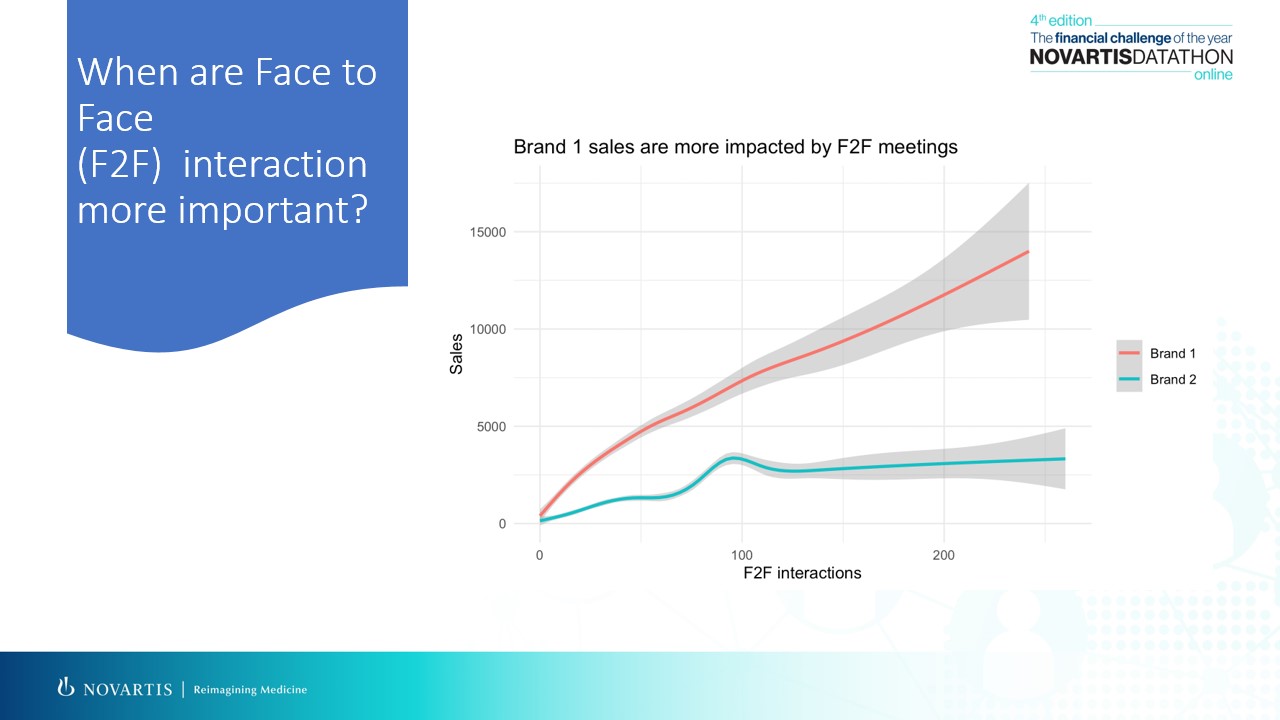 When are Face to
Face
(F2F)  interaction
more important?
4th edition
The financial challenge of the year
NOVARTISDATATHON
online
Brand 1 sales are more impacted by F2F meetings
Sales
15000
10000
5000
0
0
100
200
F2F interactions
Brand 1
Brand 2
NOVARTIS | Reimagining Medicine